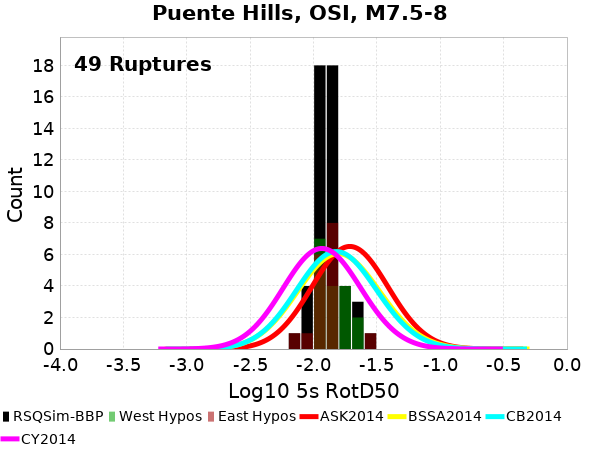 Puente Hills, OSI, M7.5-8
49 Ruptures
18
16
14
12
10
8
6
4
2
0
Count
-4.0 -3.5 -3.0 -2.5 -2.0 -1.5 -1.0 -0.5 0.0
Log10 5s RotD50
RSQSim-BBP West Hypos East Hypos ASK2014 BSSA2014 CB2014
CY2014